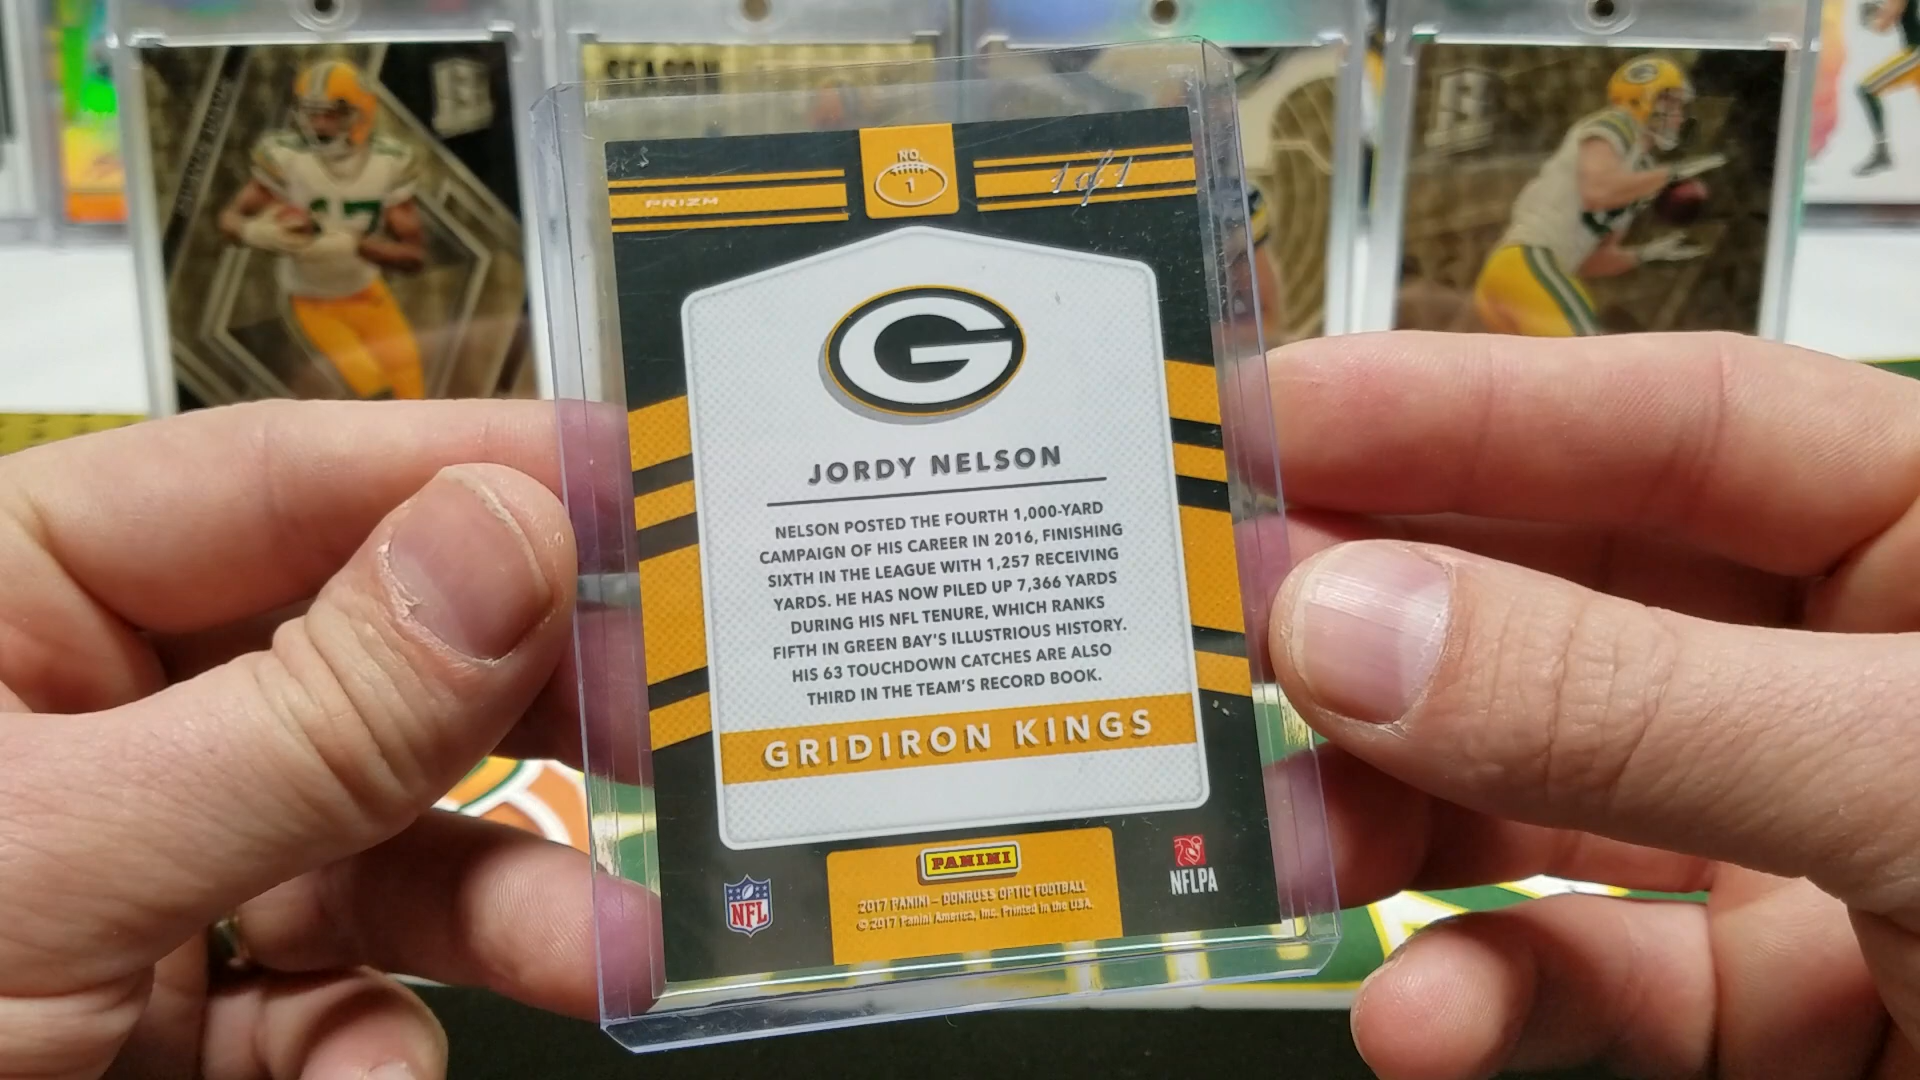 SEASON
NO.
1
PRIZM
1 of 1
JORDY NELSON
NELSON POSTED THE FOURTH 1,000-YARD
CAMPAIGN OF HIS CAREER IN 2016, FINISHING
SIXTH IN THE LEAGUE WITH 1,257 RECEIVING
YARDS. HE HAS NOW PILED UP 7,366 YARDS
DURING HIS NFL TENURE, WHICH RANKS
FIFTH IN GREEN BAY'S ILLUSTRIOUS HISTORY.
HIS 63 TOUCHDOWN CATCHES ARE ALSO
THIRD IN THE TEAM'S RECORD BOOK.
GRIDIRON KINGS
PANINI
NFL
2017 PANINI - DONRUSS OPTIC FOOTBALL
© 2017 Panini America, Inc. Printed in the USA.
NFLPA